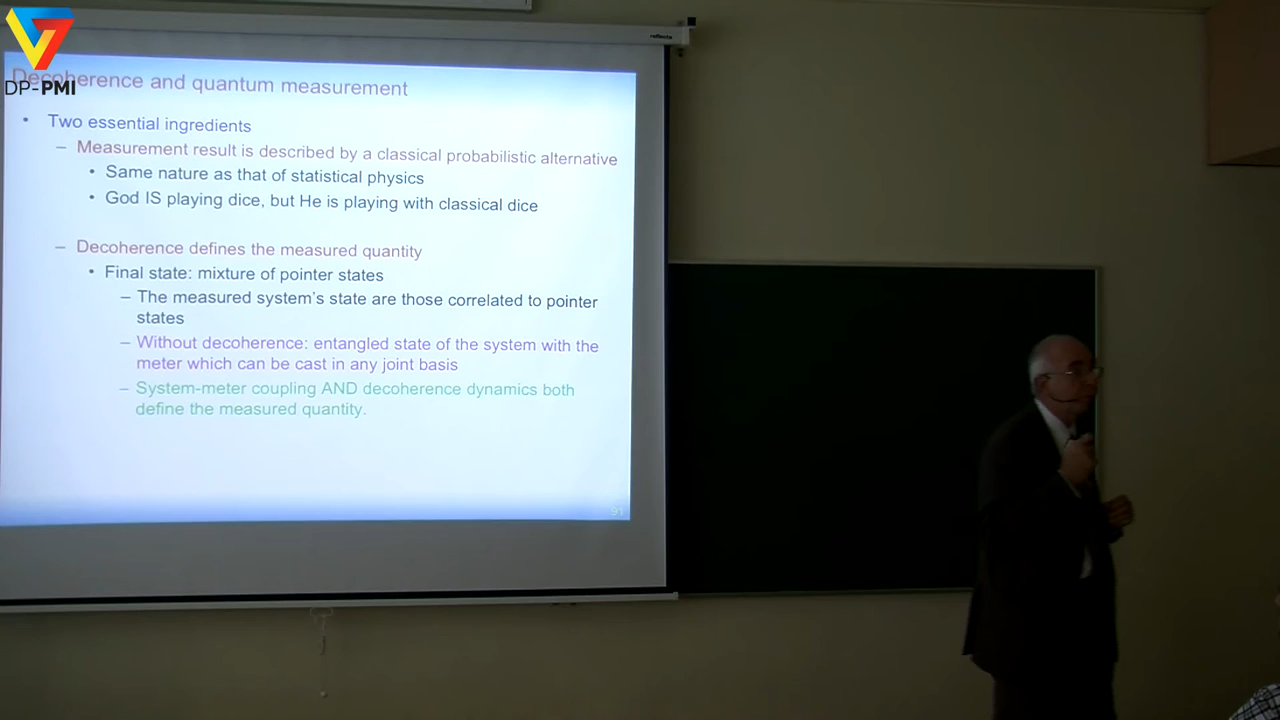 Decoherence and quantum measurement
DP-PMI
reflecta
• Two essential ingredients
– Measurement result is described by a classical probabilistic alternative
• Same nature as that of statistical physics
• God IS playing dice, but He is playing with classical dice
– Decoherence defines the measured quantity
• Final state: mixture of pointer states
– The measured system's state are those correlated to pointer
states
– Without decoherence: entangled state of the system with the
meter which can be cast in any joint basis
– System-meter coupling AND decoherence dynamics both
define the measured quantity.
91